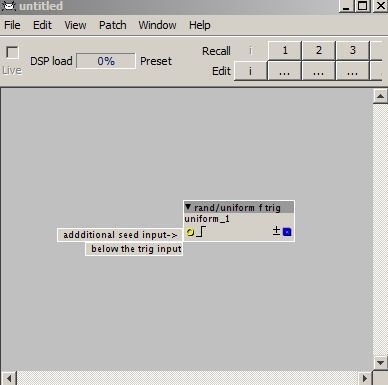 untitled
File Edit View Patch Window Help
Recall i 1 2 3
Live DSP load 0% Preset
Edit i ... ... ...
rand/uniform f trig
uniform_1
addditional seed input->
below the trig input